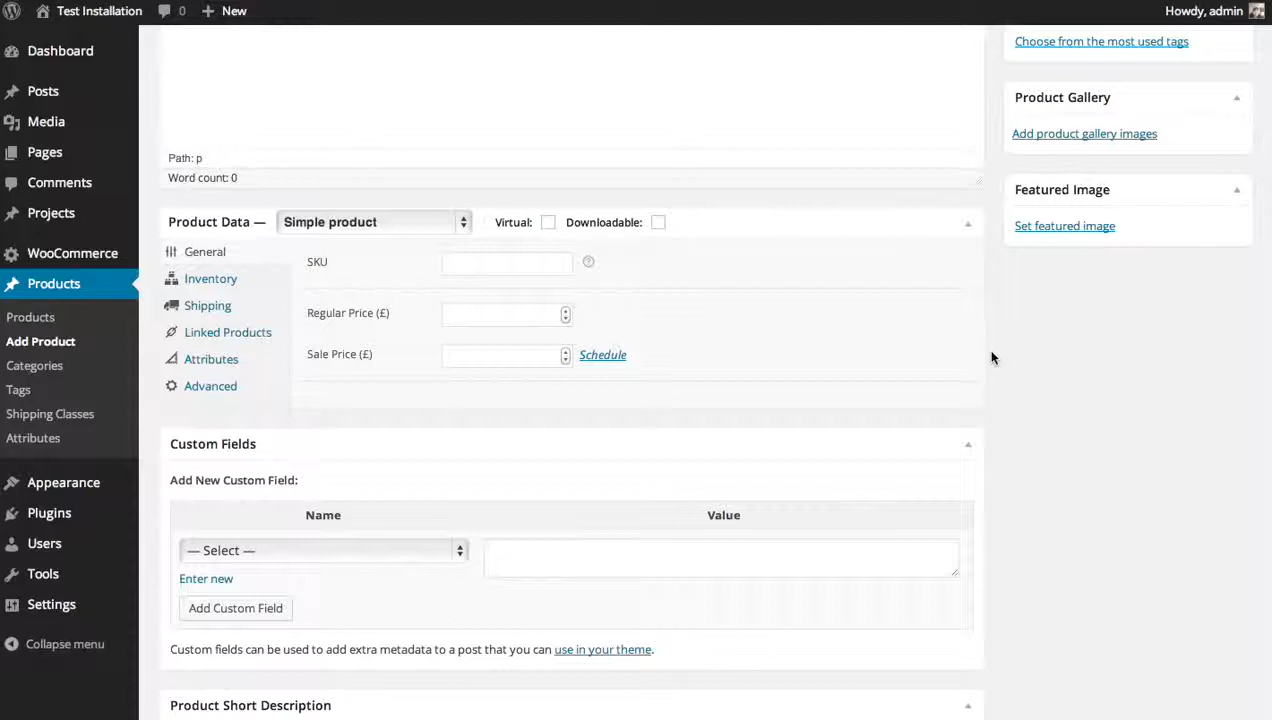 Test Installation 0 New Howdy, admin
Dashboard
Posts
Media
Pages
Comments
Projects
WooCommerce
Products
Products
Add Product
Categories
Tags
Shipping Classes
Attributes
Appearance
Plugins
Users
Tools
Settings
Collapse menu
Path: p
Word count: 0
Product Data — Simple product Virtual: Downloadable:
General
Inventory
Shipping
Linked Products
Attributes
Advanced
SKU
Regular Price (£)
Sale Price (£) Schedule
Custom Fields
Add New Custom Field:
Name Value
— Select —
Enter new
Add Custom Field
Custom fields can be used to add extra metadata to a post that you can use in your theme.
Product Short Description
Choose from the most used tags
Product Gallery
Add product gallery images
Featured Image
Set featured image